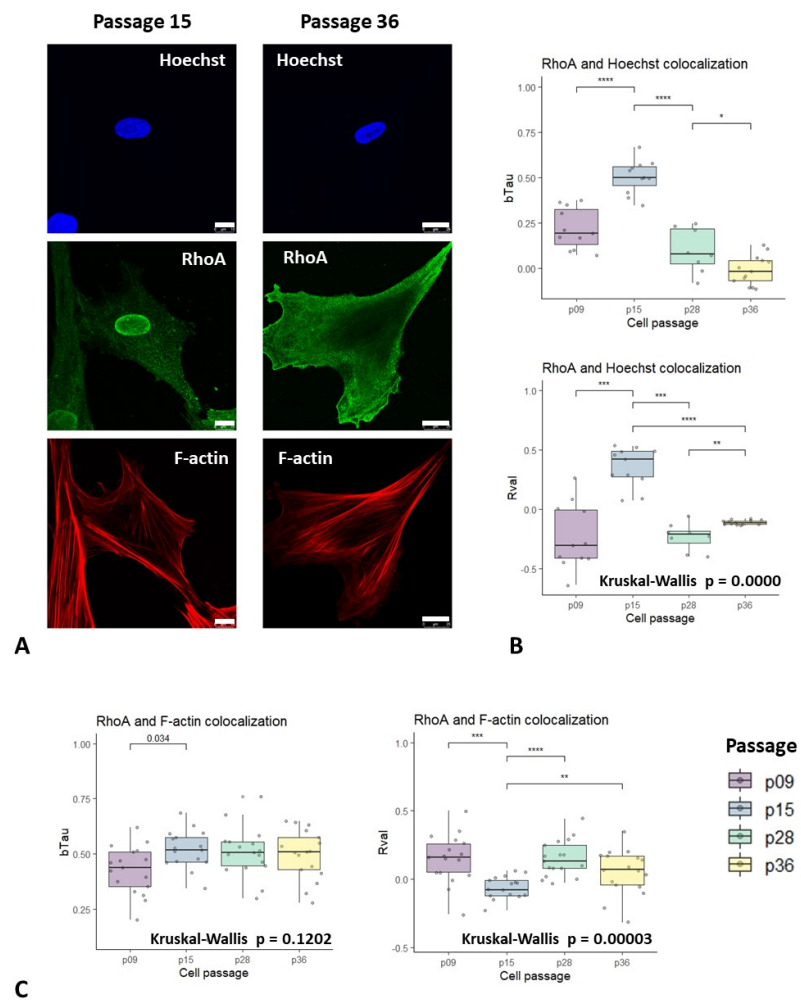 Passage 15
Passage 36
Hoechst
Hoechst
RhoA
RhoA
F-actin
F-actin
A
RhoA and Hoechst colocalization
1.00
0.75
0.50
0.25
0.00
bTau
****
****
*
p09
p15
p28
p36
Cell passage
RhoA and Hoechst colocalization
1.0
0.5
0.0
-0.5
Rval
***
***
****
**
Kruskal-Wallis p = 0.0000
p09
p15
p28
p36
Cell passage
B
RhoA and F-actin colocalization
1.00
0.75
0.50
0.25
bTau
0.034
Kruskal-Wallis p = 0.1202
p09
p15
p28
p36
Cell passage
RhoA and F-actin colocalization
1.0
0.5
0.0
-0.5
Rval
***
****
**
Kruskal-Wallis p = 0.00003
p09
p15
p28
p36
Cell passage
Passage
p09
p15
p28
p36
C